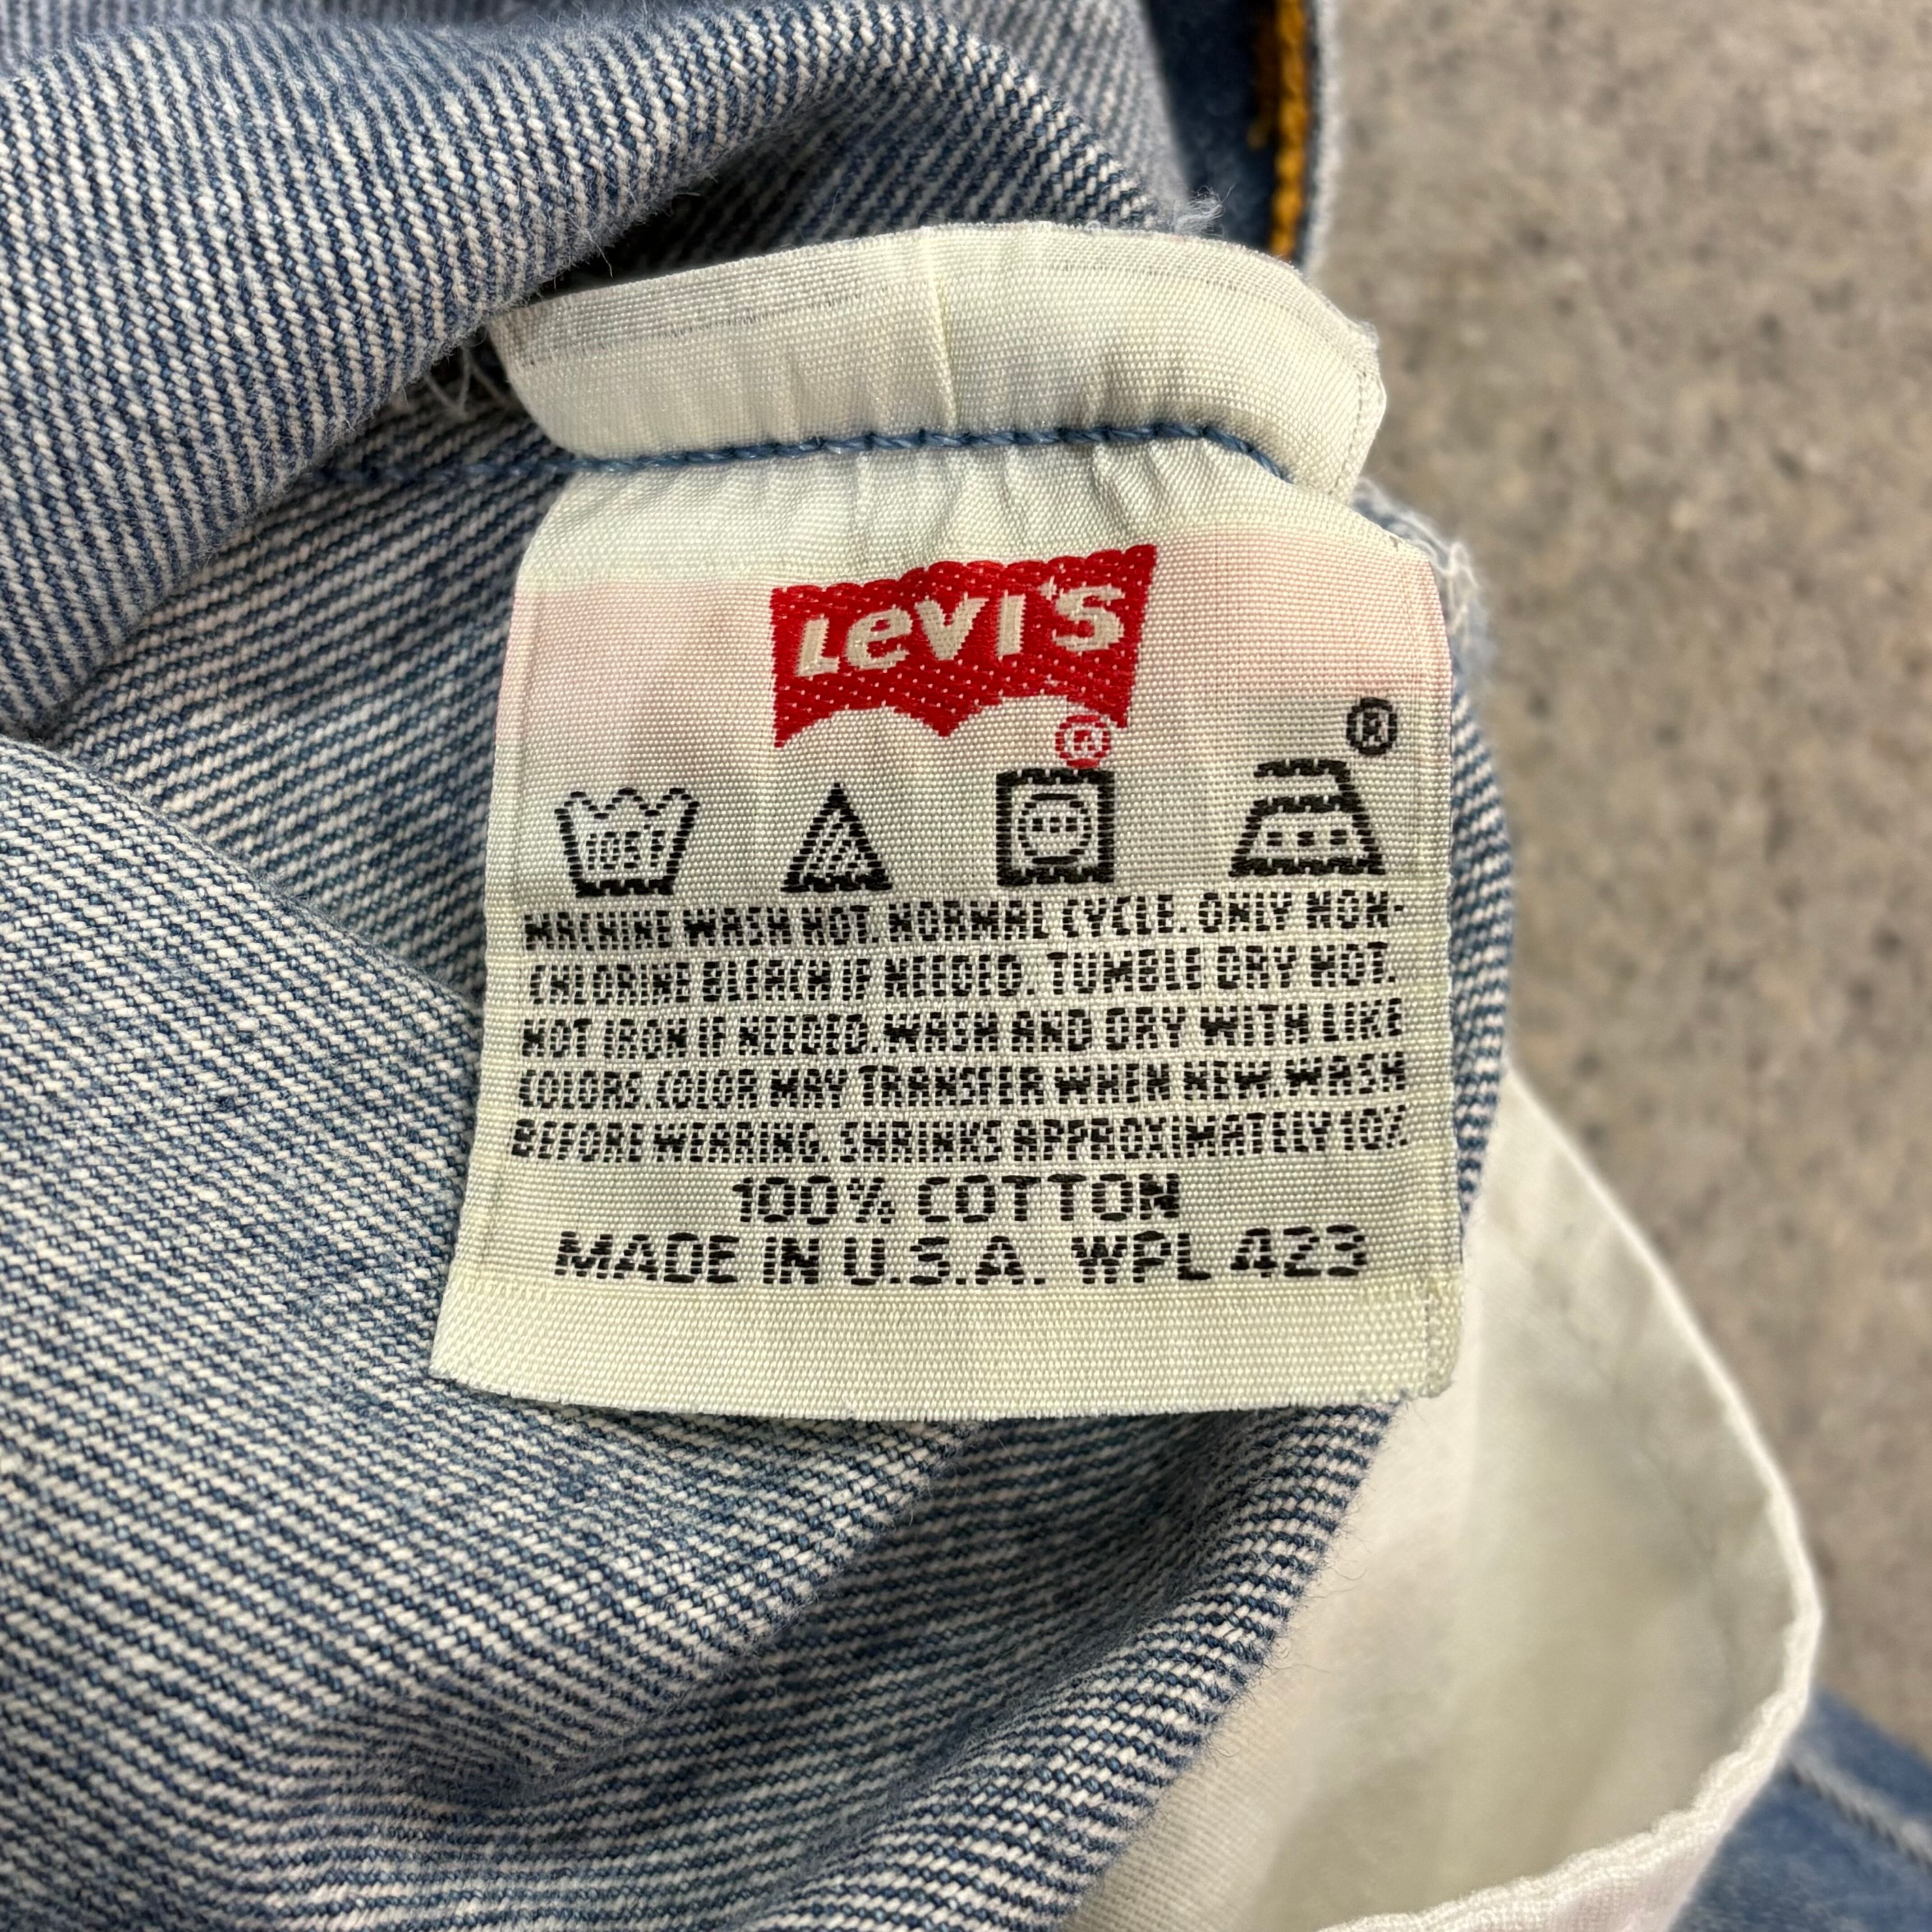 LEVI'S
®
®
105F
MACHINE WASH HOT. NORMAL CYCLE. ONLY NON-
CHLORINE BLEACH IF NEEDED. TUMBLE DRY HOT.
HOT IRON IF NEEDED. WASH AND DRY WITH LIKE
COLORS. COLOR MAY TRANSFER WHEN NEW. WASH
BEFORE WEARING. SHRINKS APPROXIMATELY 10%
100% COTTON
MADE IN U.S.A. WPL 423